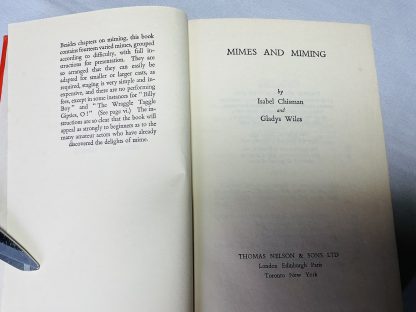 Besides chapters on miming, this book
contains fourteen varied mimes, grouped
according to difficulty, with full in-
structions for presentation. They are
so arranged that they can easily be
adapted for smaller or larger casts, as
required, staging is very simple and in-
expensive, and there are no performing
fees, except in some instances for "Billy
Boy" and "The Wraggle Taggle
Gipsies, O!" (See page vi.) The in-
structions are so clear that the book will
appeal as strongly to beginners as to the
many amateur actors who have already
discovered the delights of mime.
MIMES AND MIMING
by
Isabel Chisman
and
Gladys Wiles
THOMAS NELSON & SONS LTD
London Edinburgh Paris
Toronto New York